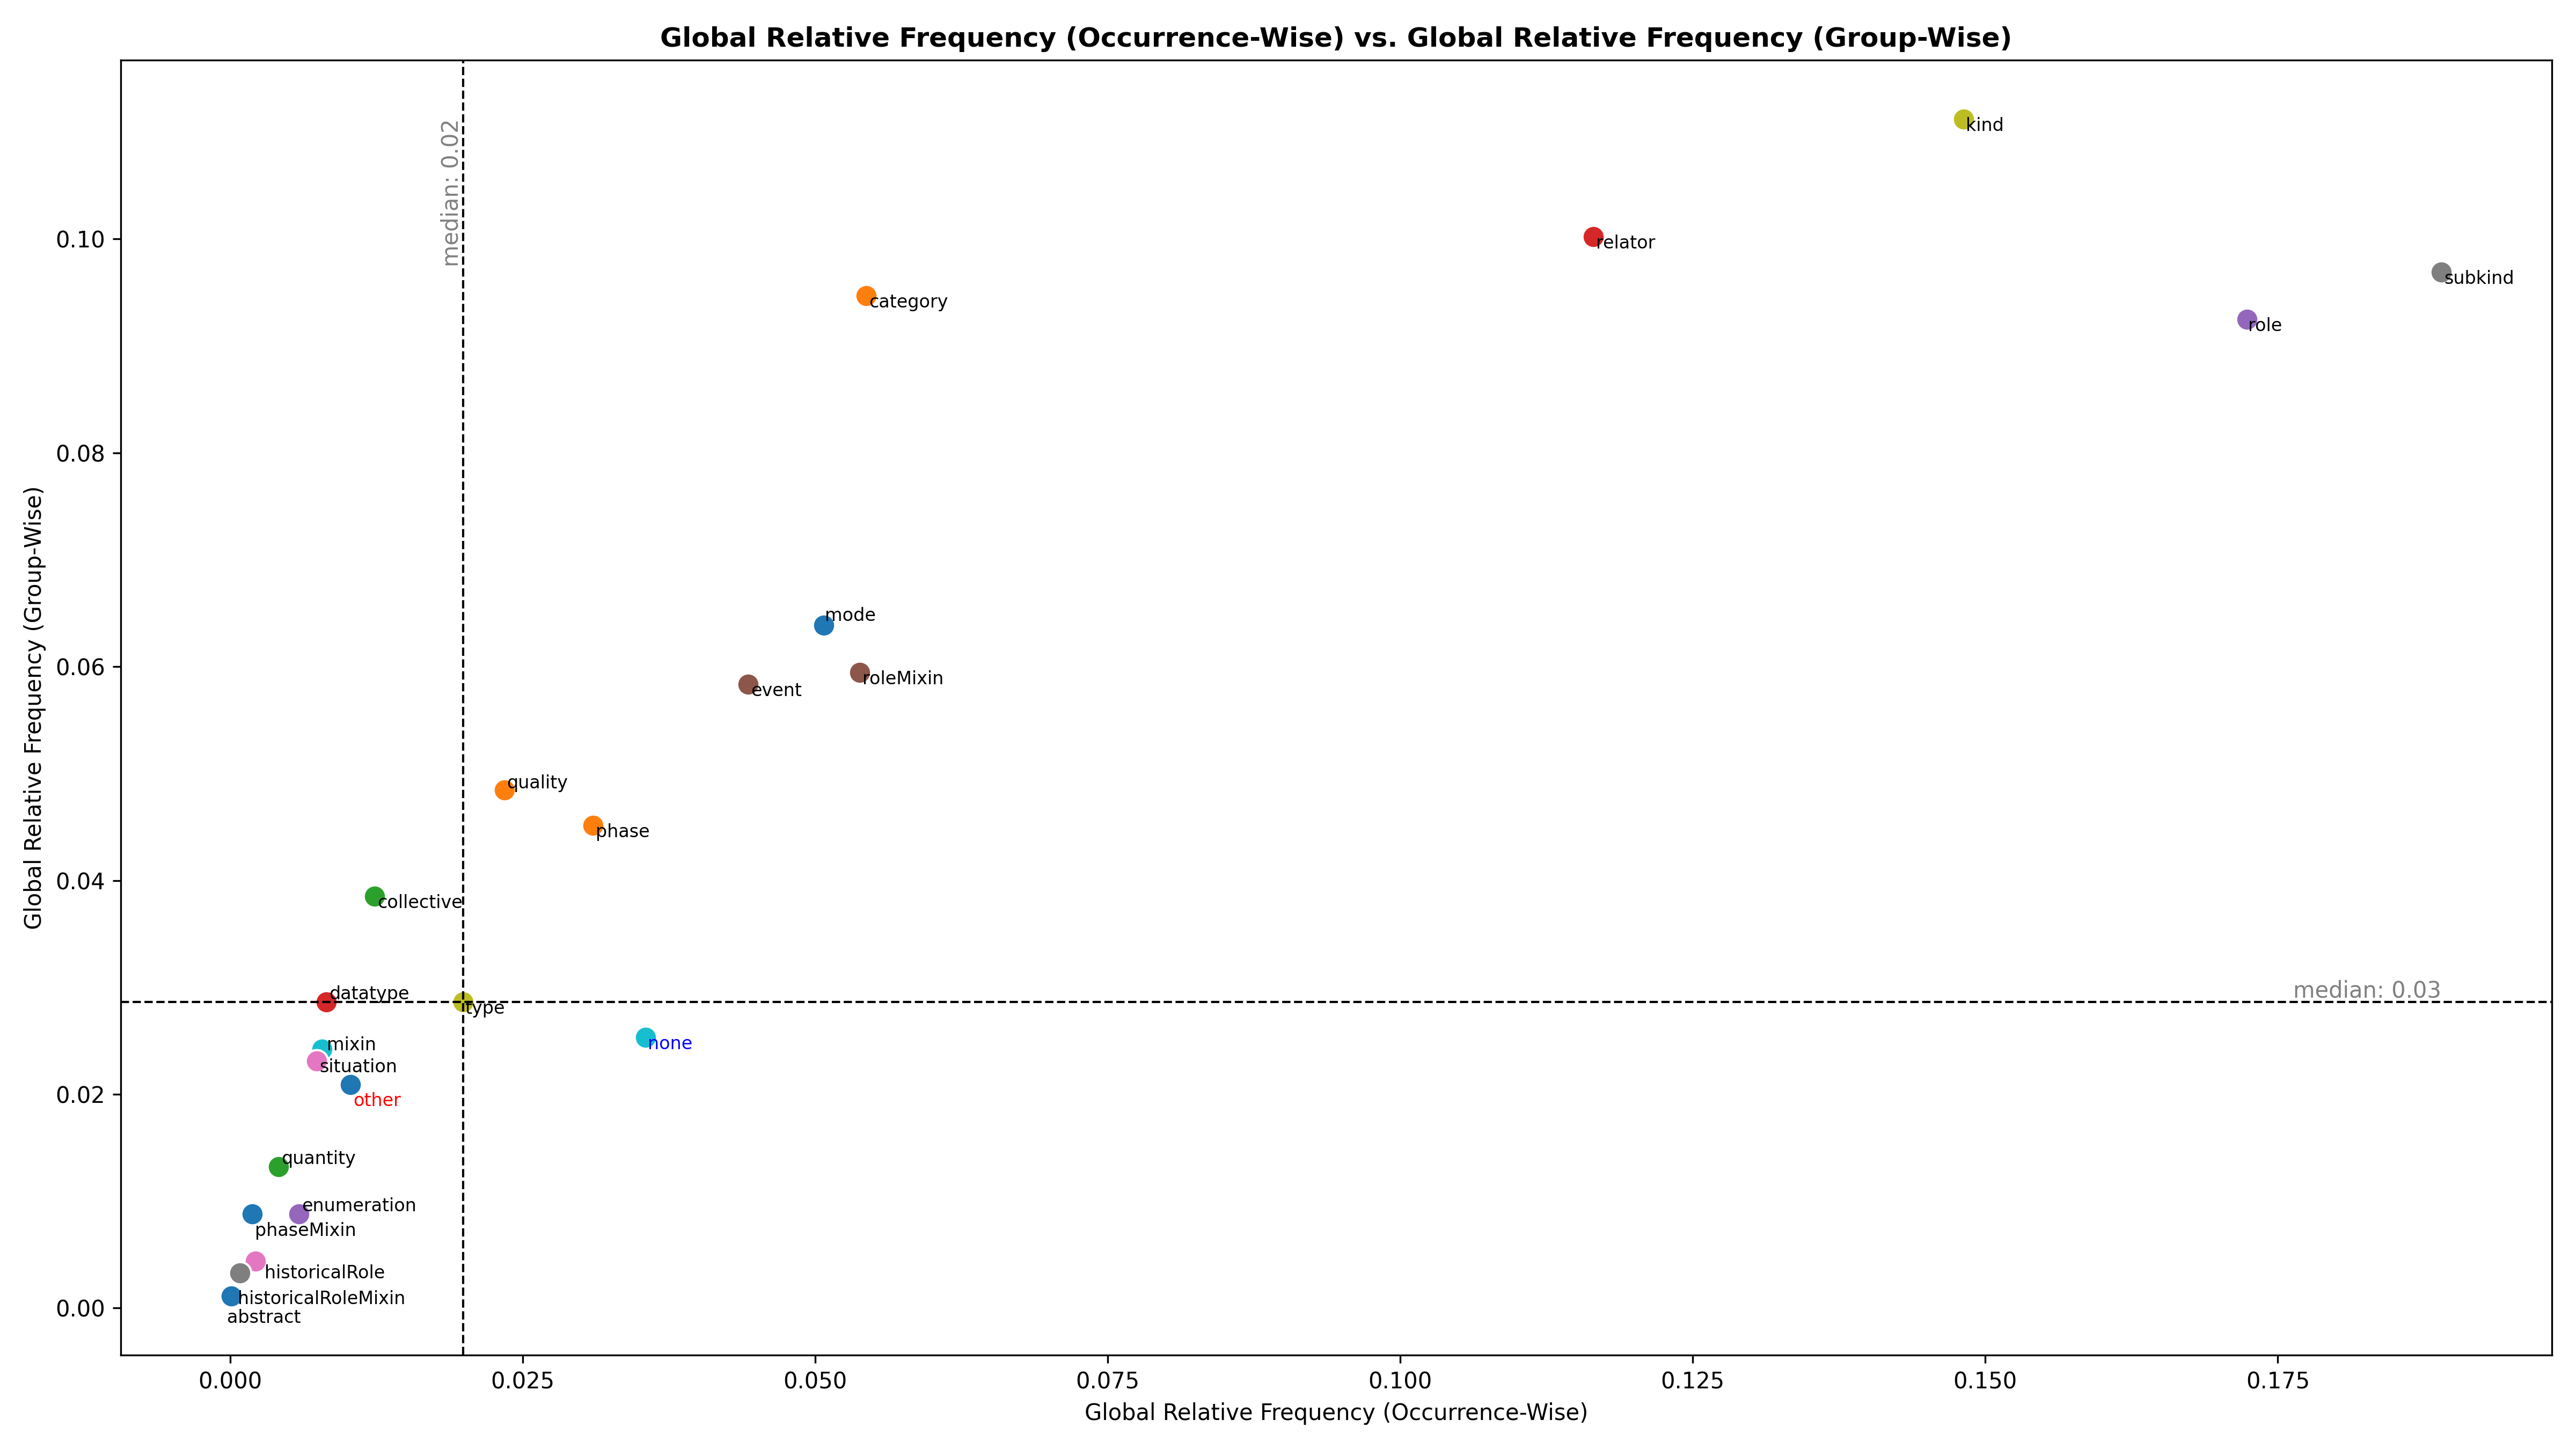 Global Relative Frequency (Occurrence-Wise) vs. Global Relative Frequency (Group-Wise)
median: 0.02
kind
0.10
relator
subkind
category
role
0.08
Global Relative Frequency (Group-Wise)
mode
0.06
roleMixin
event
quality
phase
0.04
collective
datatype
median: 0.03
type
mixin
none
situation
0.02
other
quantity
enumeration
phaseMixin
historicalRole
historicalRoleMixin
0.00
abstract
0.000 0.025 0.050 0.075 0.100 0.125 0.150 0.175
Global Relative Frequency (Occurrence-Wise)